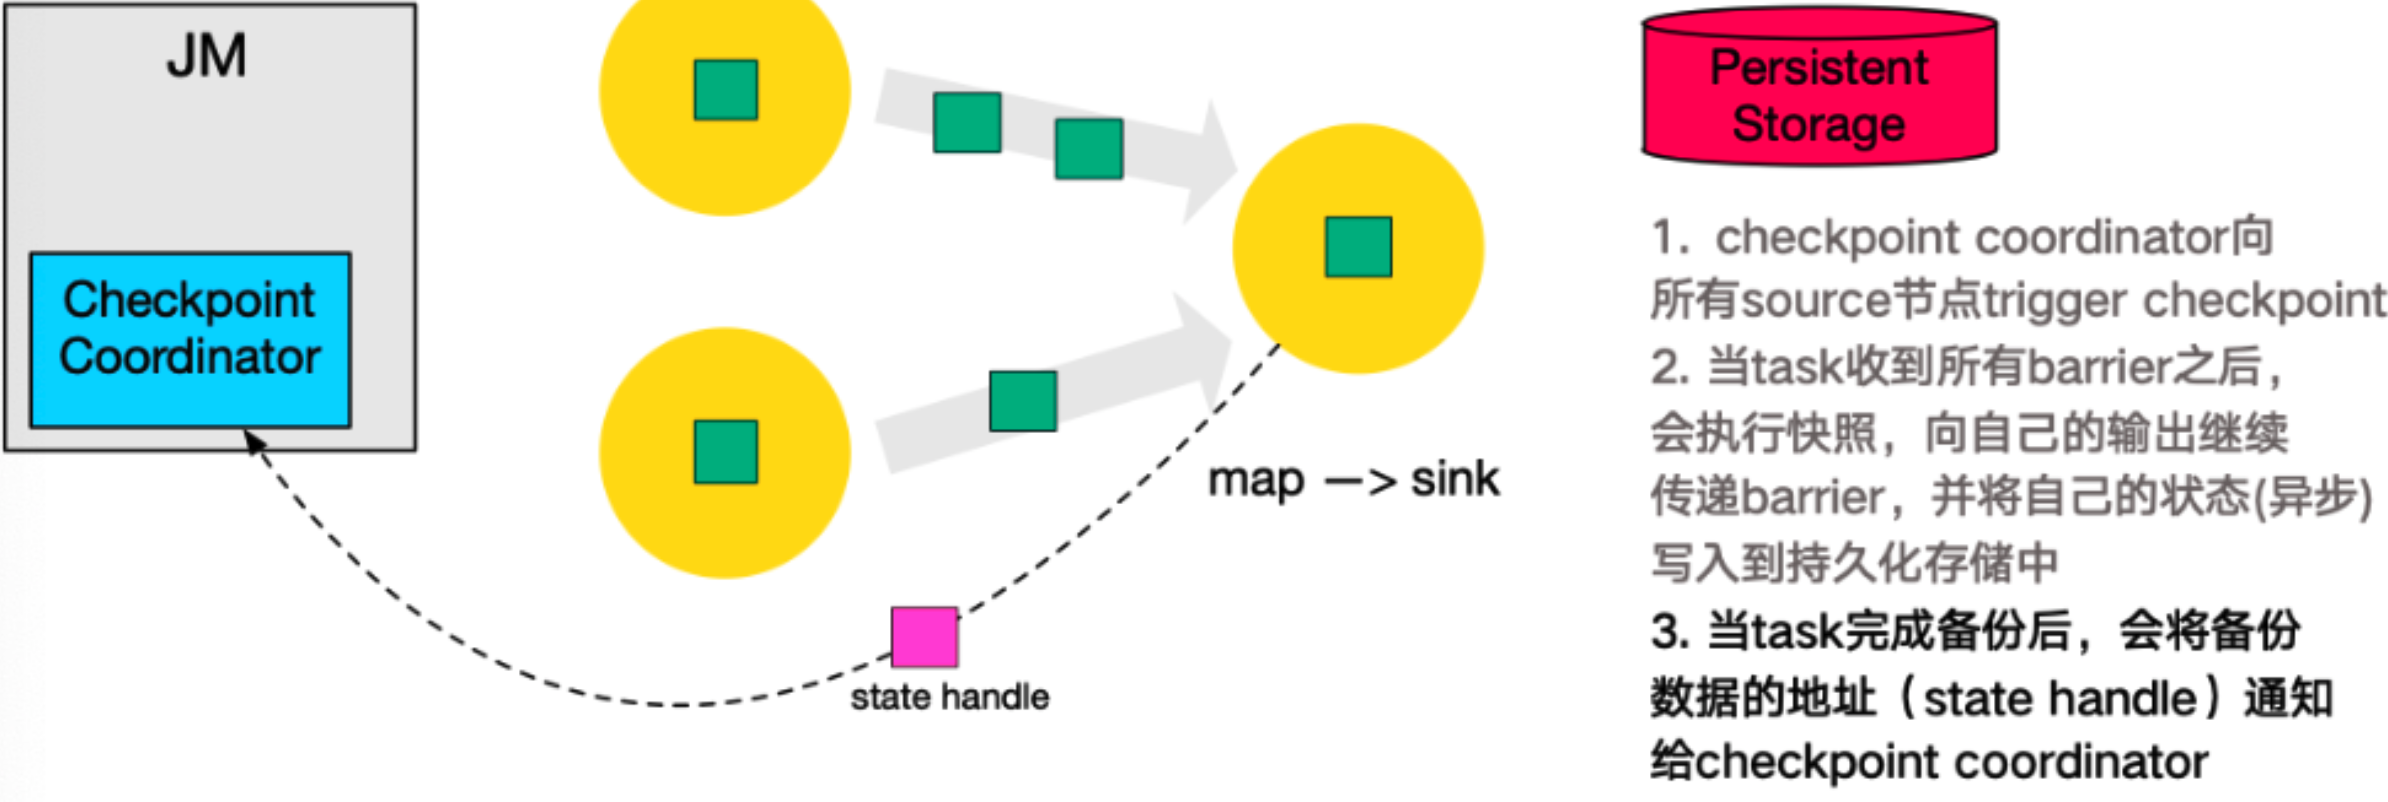 JM
Checkpoint
Coordinator
map —> sink
state handle
Persistent
Storage
1. checkpoint coordinator向
所有source节点trigger checkpoint
2. 当task收到所有barrier之后，
会执行快照，向自己的输出继续
传递barrier，并将自己的状态(异步)
写入到持久化存储中
3. 当task完成备份后，会将备份
数据的地址（state handle）通知
给checkpoint coordinator